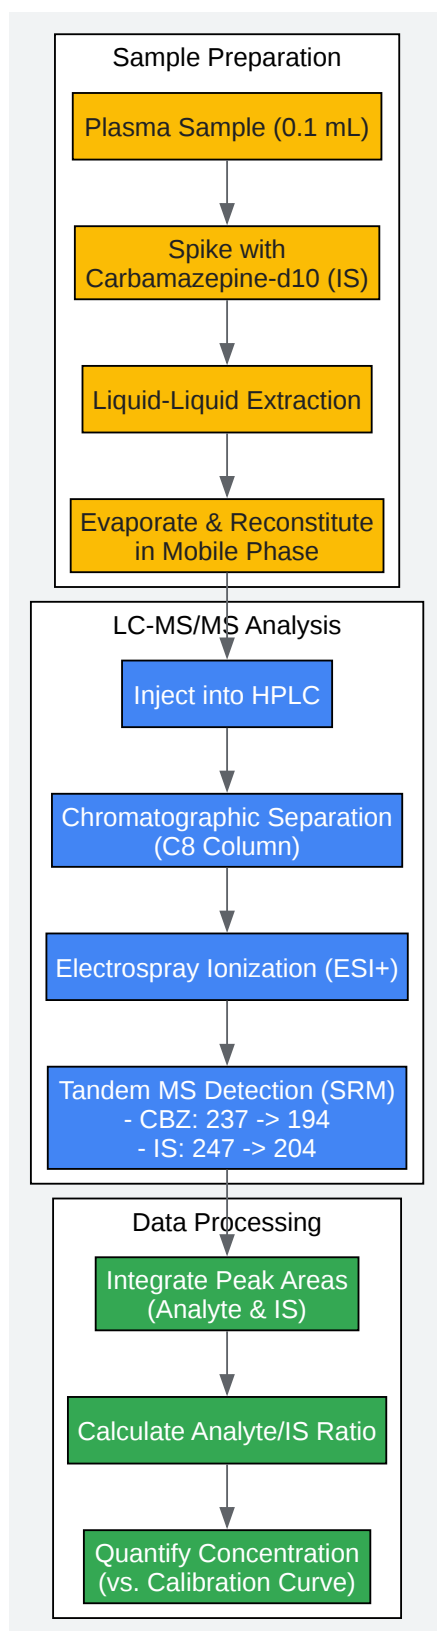 Sample Preparation
Plasma Sample (0.1 mL)
Spike with
Carbamazepine-d10 (IS)
Liquid-Liquid Extraction
Evaporate & Reconstitute
in Mobile Phase
LC-MS/MS Analysis
Inject into HPLC
Chromatographic Separation
(C8 Column)
Electrospray Ionization (ESI+)
Tandem MS Detection (SRM)
- CBZ: 237 -> 194
- IS: 247 -> 204
Data Processing
Integrate Peak Areas
(Analyte & IS)
Calculate Analyte/IS Ratio
Quantify Concentration
(vs. Calibration Curve)